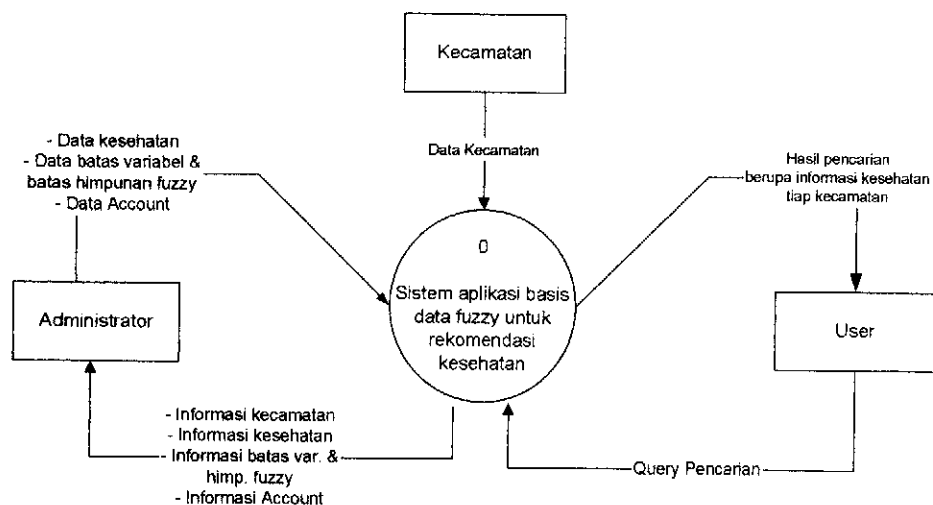 Kecamatan
- Data kesehatan
- Data batas variabel &
batas himpunan fuzzy
- Data Account
Data Kecamatan
Hasil pencarian
berupa informasi kesehatan
tiap kecamatan
0
Sistem aplikasi basis
data fuzzy untuk
rekomendasi
kesehatan
Administrator
User
- Informasi kecamatan
- Informasi kesehatan
- Informasi batas var. &
himp. fuzzy
- Informasi Account
Query Pencarian